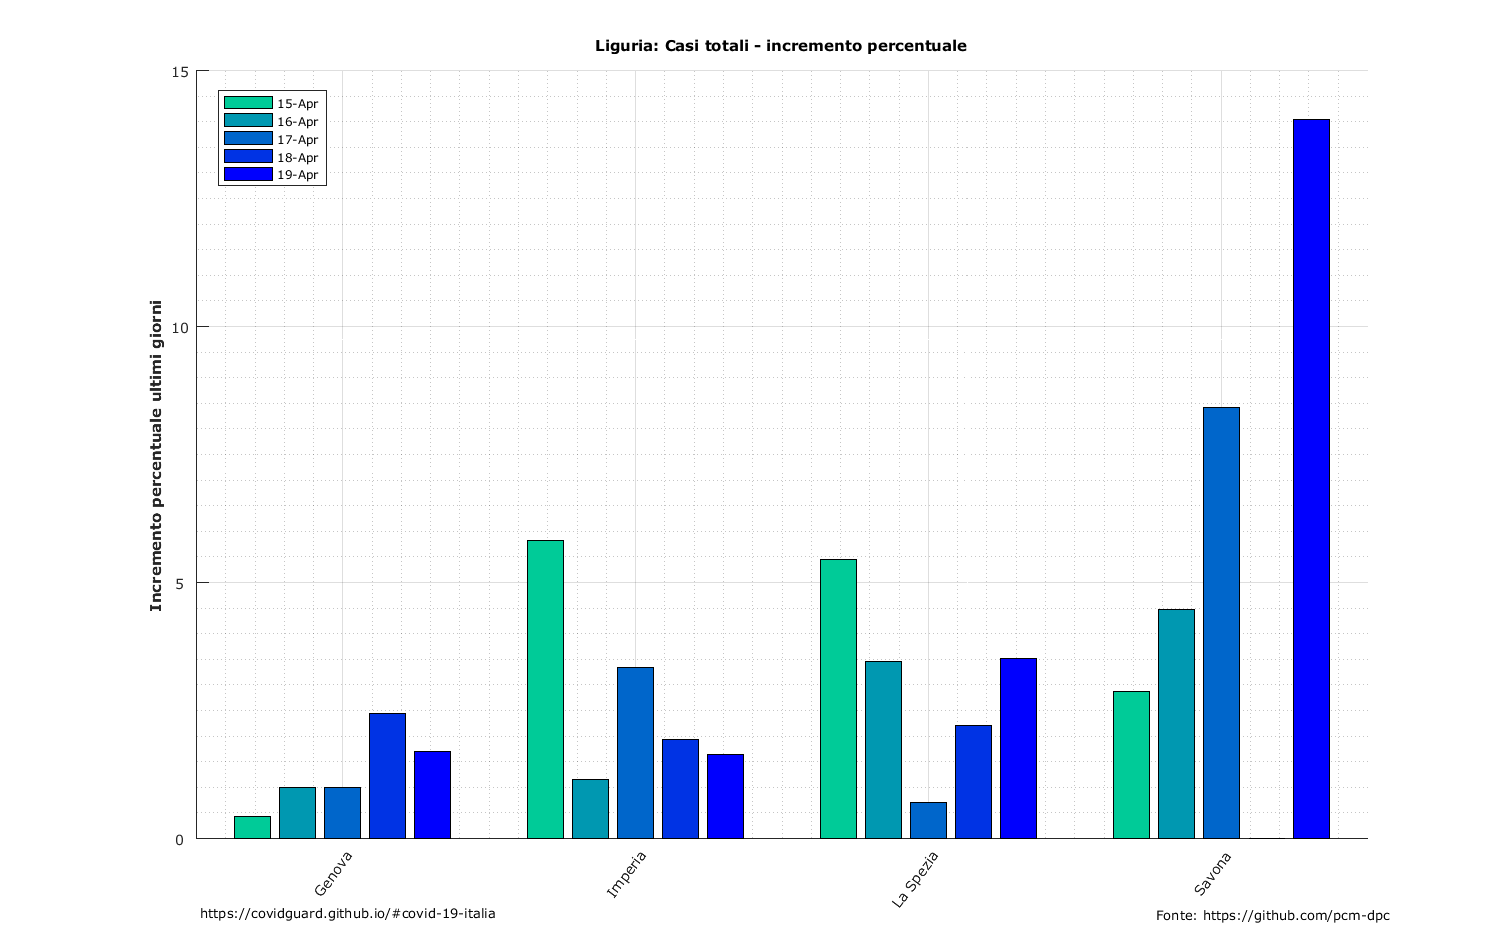 Liguria: Casi totali - incremento percentuale
15
15-Apr
16-Apr
17-Apr
18-Apr
19-Apr
10
Incremento percentuale ultimi giorni
5
0
Genova
Imperia
La Spezia
Savona
https://covidguard.github.io/#covid-19-italia
Fonte: https://github.com/pcm-dpc